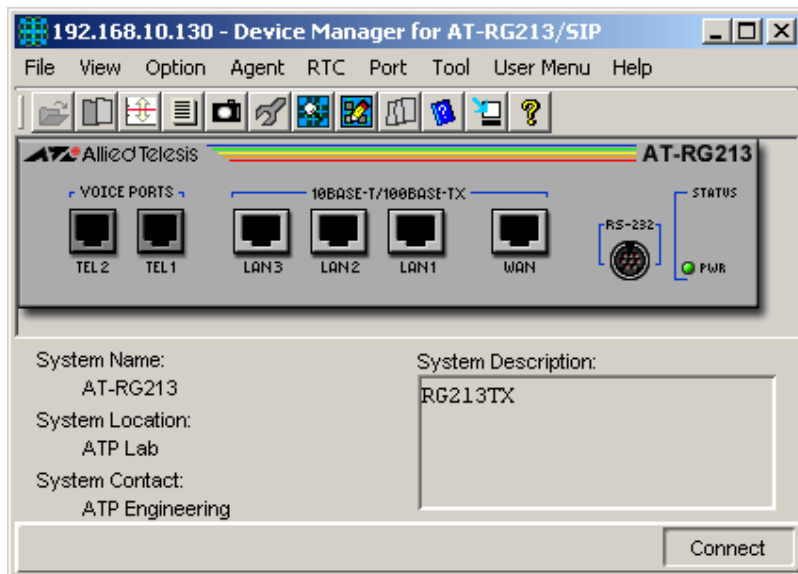 192.168.10.130 - Device Manager for AT-RG213/SIP
File View Option Agent RTC Port Tool User Menu Help
Allied Telesis
AT-RG213
VOICE PORTS
10BASE-T/100BASE-TX
STATUS
RS-232
TEL2 TEL1 LAN3 LAN2 LAN1 WAN
PWR
System Name:
AT-RG213
System Location:
ATP Lab
System Contact:
ATP Engineering
System Description:
RG213TX
Connect